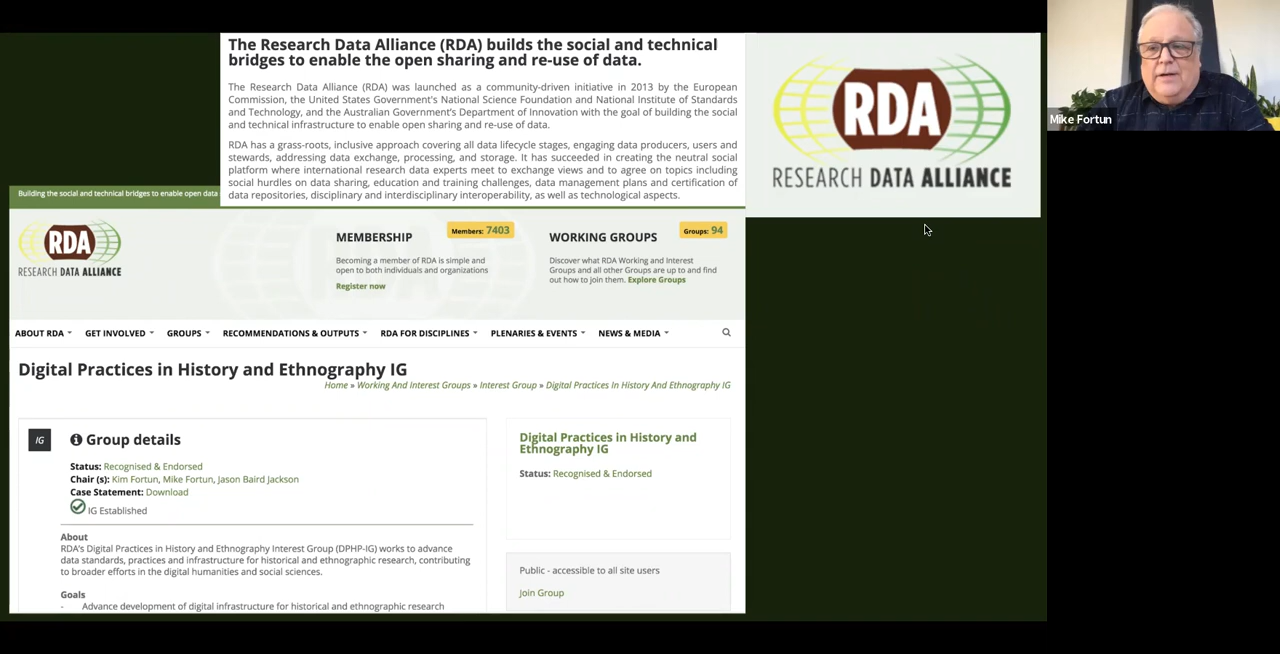 The Research Data Alliance (RDA) builds the social and technical
bridges to enable the open sharing and re-use of data.
The Research Data Alliance (RDA) was launched as a community-driven initiative in 2013 by the European
Commission, the United States Government's National Science Foundation and National Institute of Standards
and Technology, and the Australian Government's Department of Innovation with the goal of building the social
and technical infrastructure to enable open sharing and re-use of data.
RDA has a grass-roots, inclusive approach covering all data lifecycle stages, engaging data producers, users and
stewards, addressing data exchange, processing, and storage. It has succeeded in creating the neutral social
platform where international research data experts meet to exchange views and to agree on topics including
social hurdles on data sharing, education and training challenges, data management plans and certification of
data repositories, disciplinary and interdisciplinary interoperability, as well as technological aspects.
RDA
RESEARCH DATA ALLIANCE
Mike Fortun
Building the social and technical bridges to enable open data
RDA
RESEARCH DATA ALLIANCE
MEMBERSHIP
Members: 7403
Becoming a member of RDA is simple and
open to both individuals and organizations
Register now
WORKING GROUPS
Groups: 94
Discover what RDA Working and Interest
Groups and all other Groups are up to and find
out how to join them. Explore Groups
ABOUT RDA GET INVOLVED GROUPS RECOMMENDATIONS & OUTPUTS RDA FOR DISCIPLINES PLENARIES & EVENTS NEWS & MEDIA
Digital Practices in History and Ethnography IG
Home » Working And Interest Groups » Interest Group » Digital Practices In History And Ethnography IG
IG
Group details
Status: Recognised & Endorsed
Chair (s): Kim Fortun, Mike Fortun, Jason Baird Jackson
Case Statement: Download
IG Established
About
RDA's Digital Practices in History and Ethnography Interest Group (DPHP-IG) works to advance
data standards, practices and infrastructure for historical and ethnographic research, contributing
to broader efforts in the digital humanities and social sciences.
Goals
- Advance development of digital infrastructure for historical and ethnographic research
Digital Practices in History and
Ethnography IG
Status: Recognised & Endorsed
Public - accessible to all site users
Join Group